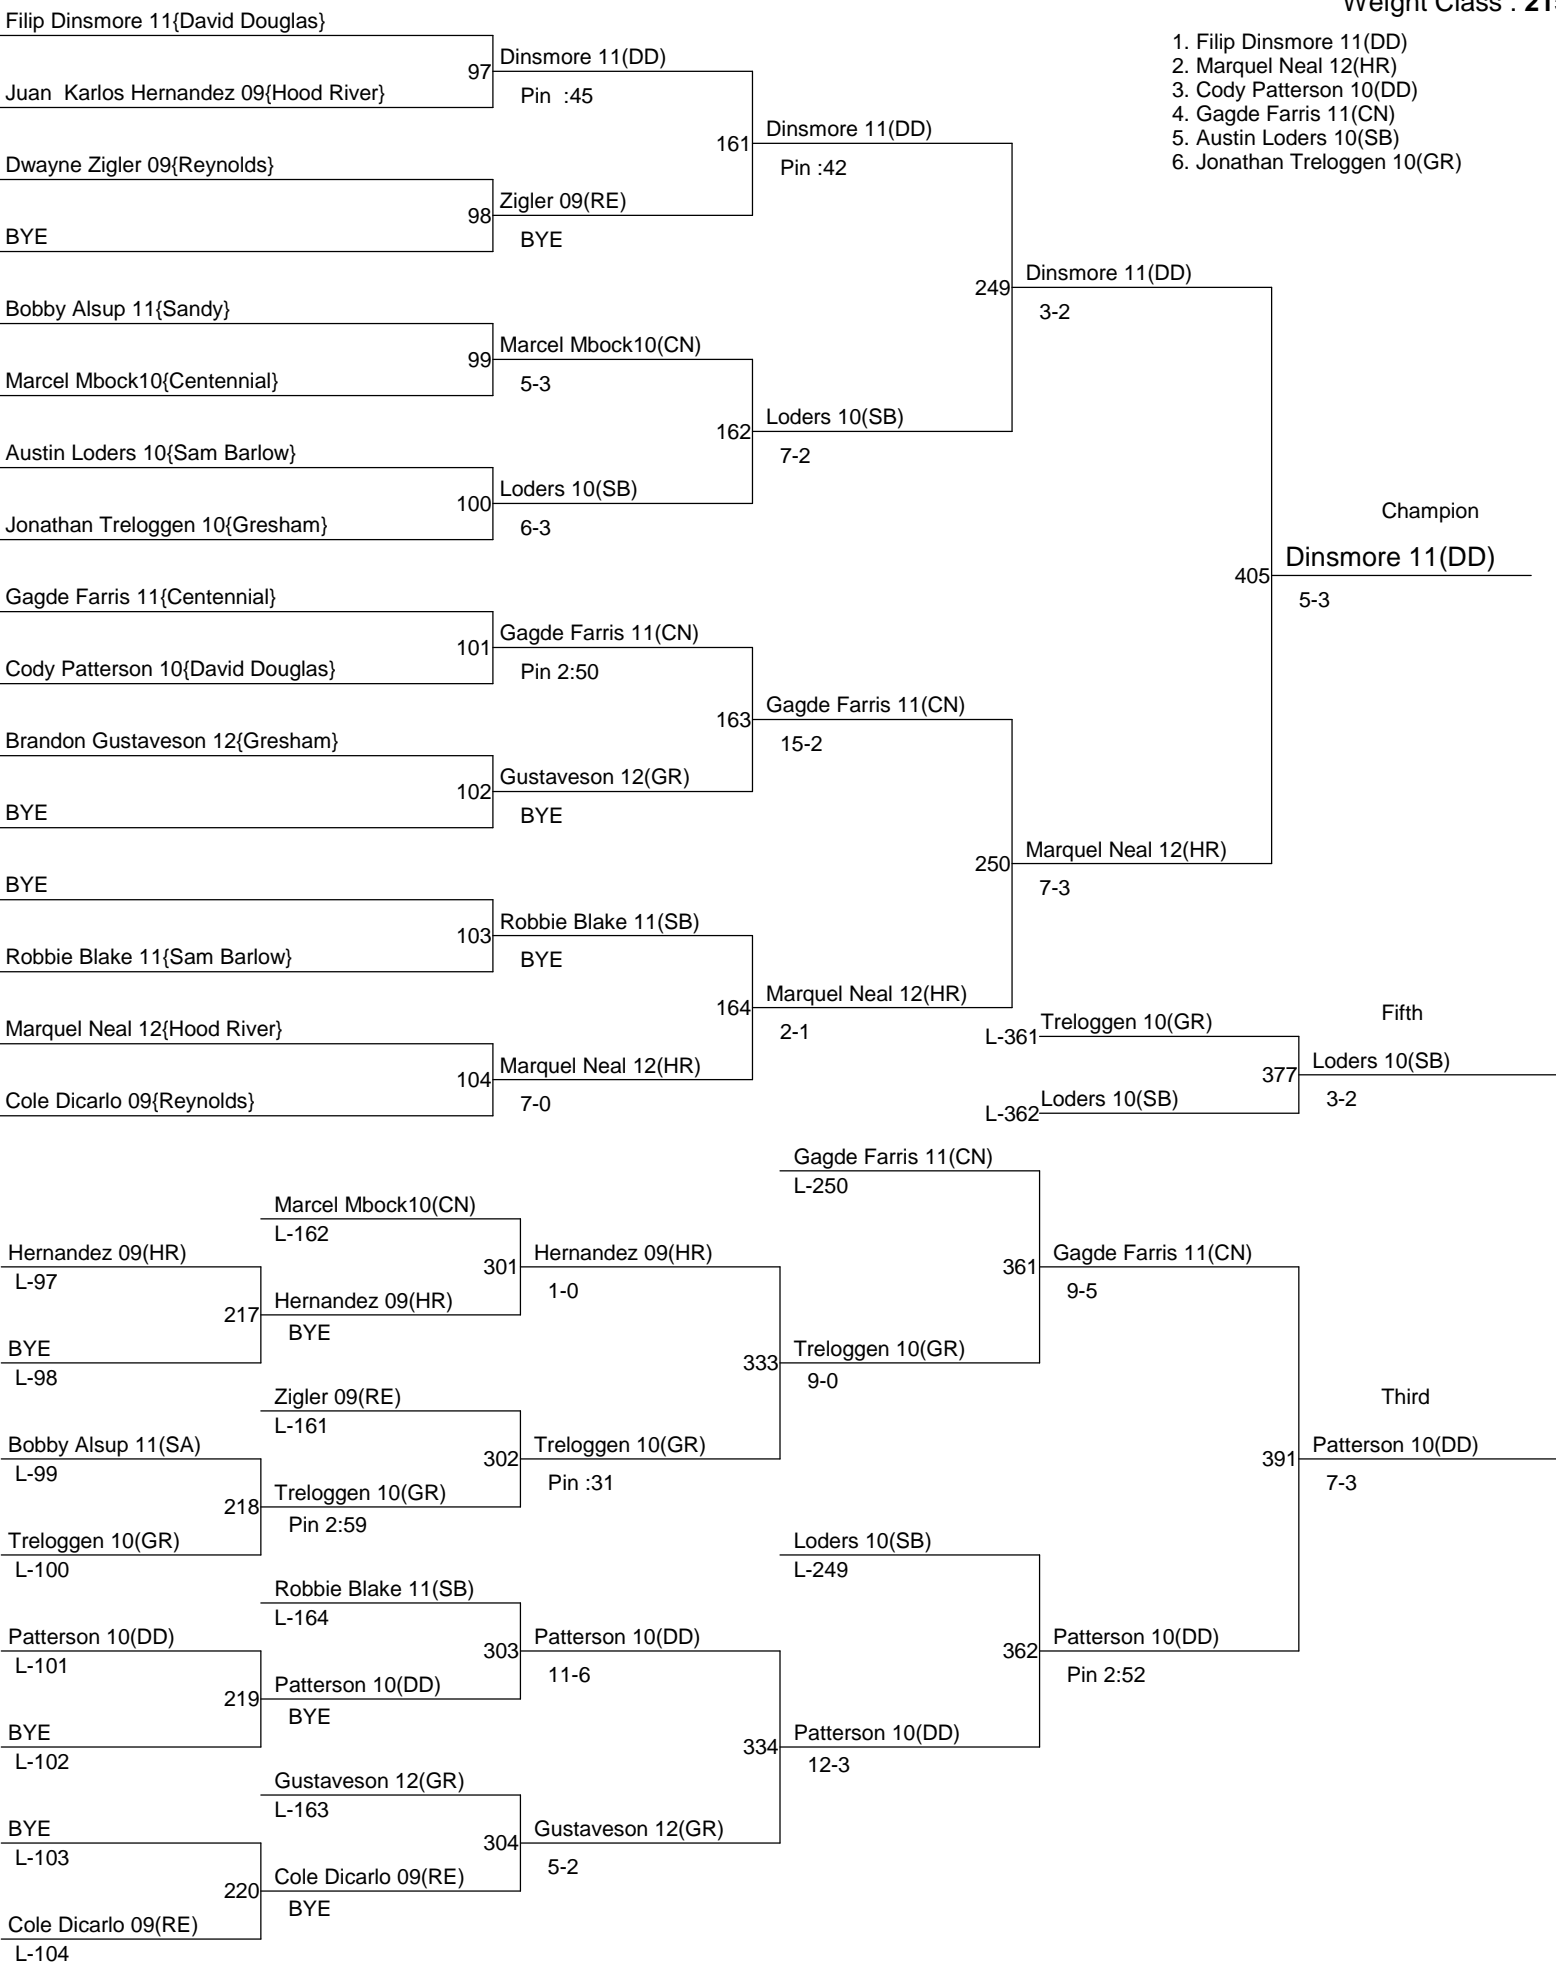 Weight Class : 21
1. Filip Dinsmore 11(DD)
2. Marquel Neal 12(HR)
3. Cody Patterson 10(DD)
4. Gagde Farris 11(CN)
5. Austin Loders 10(SB)
6. Jonathan Treloggen 10(GR)
Filip Dinsmore 11{David Douglas}
97 Dinsmore 11(DD)
Juan  Karlos Hernandez 09{Hood River}
Pin  :45
161 Dinsmore 11(DD)
Pin :42
Dwayne Zigler 09{Reynolds}
98 Zigler 09(RE)
BYE
BYE
249 Dinsmore 11(DD)
3-2
Bobby Alsup 11{Sandy}
99 Marcel Mbock10(CN)
Marcel Mbock10{Centennial}
5-3
162 Loders 10(SB)
7-2
Austin Loders 10{Sam Barlow}
100 Loders 10(SB)
Jonathan Treloggen 10{Gresham}
6-3
Champion
405 Dinsmore 11(DD)
5-3
Gagde Farris 11{Centennial}
101 Gagde Farris 11(CN)
Cody Patterson 10{David Douglas}
Pin 2:50
163 Gagde Farris 11(CN)
15-2
Brandon Gustaveson 12{Gresham}
102 Gustaveson 12(GR)
BYE
BYE
250 Marquel Neal 12(HR)
7-3
BYE
103 Robbie Blake 11(SB)
Robbie Blake 11{Sam Barlow}
BYE
164 Marquel Neal 12(HR)
2-1
Marquel Neal 12{Hood River}
104 Marquel Neal 12(HR)
Cole Dicarlo 09{Reynolds}
7-0
Fifth
L-361 Treloggen 10(GR)
377 Loders 10(SB)
L-362 Loders 10(SB)
3-2
Gagde Farris 11(CN)
L-250
Marcel Mbock10(CN)
L-162
Hernandez 09(HR)
L-97
301 Hernandez 09(HR)
1-0
361 Gagde Farris 11(CN)
9-5
217 Hernandez 09(HR)
BYE
BYE
L-98
333 Treloggen 10(GR)
9-0
Zigler 09(RE)
L-161
Third
Bobby Alsup 11(SA)
L-99
302 Treloggen 10(GR)
Pin :31
391 Patterson 10(DD)
7-3
218 Treloggen 10(GR)
Pin 2:59
Treloggen 10(GR)
L-100
Loders 10(SB)
L-249
Robbie Blake 11(SB)
L-164
Patterson 10(DD)
L-101
303 Patterson 10(DD)
11-6
362 Patterson 10(DD)
Pin 2:52
219 Patterson 10(DD)
BYE
BYE
L-102
334 Patterson 10(DD)
12-3
Gustaveson 12(GR)
L-163
BYE
L-103
304 Gustaveson 12(GR)
5-2
220 Cole Dicarlo 09(RE)
BYE
Cole Dicarlo 09(RE)
L-104